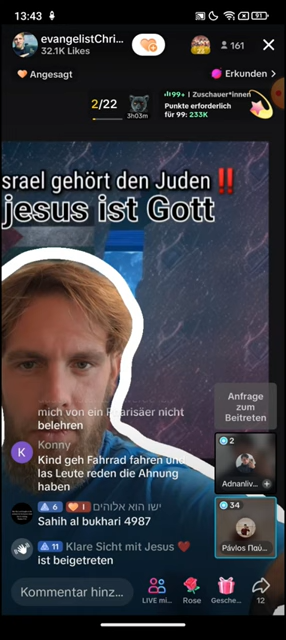 13:43
91
evangelistChri...
32.1K Likes
161
Angesagt
Erkunden >
2/22
3h03m
99+ | Zuschauer*innen
Punkte erforderlich
für 99: 233K
srael gehört den Juden ‼️
jesus ist Gott
Anfrage
zum
Beitreten
mich von ein Pharisäer nicht
belehren
K
Konny
Kind geh Fahrrad fahren und
las Leute reden die Ahnung
haben
2
Adnanliv...
6 1 ישו הוא אלוהים
Sahih al bukhari 4987
34
Pávlos Παύ...
11 Klare Sicht mit Jesus ❤️
ist beigetreten
Kommentar hinz...
LIVE mi...
Rose
Gesche...
12